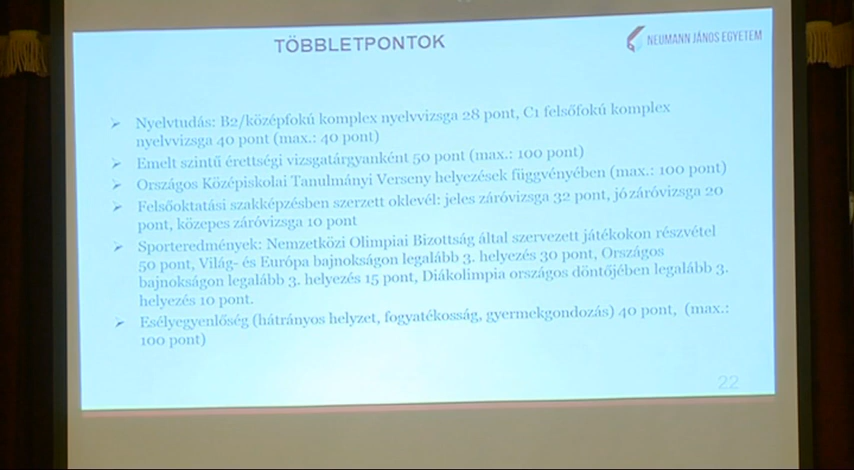 TÖBBLETPONTOK
NEUMANN JÁNOS EGYETEM
➢ Nyelvtudás: B2/középfokú komplex nyelvvizsga 28 pont, C1 felsőfokú komplex
nyelvvizsga 40 pont (max.: 40 pont)
➢ Emelt szintű érettségi vizsgatárgyanként 50 pont (max.: 100 pont)
➢ Országos Középiskolai Tanulmányi Verseny helyezések függvényében (max.: 100 pont)
➢ Felsőoktatási szakképzésben szerzett oklevél: jeles záróvizsga 32 pont, jó záróvizsga 20
pont, közepes záróvizsga 10 pont
➢ Sporteredmények: Nemzetközi Olimpiai Bizottság által szervezett játékokon részvétel
50 pont, Világ- és Európa bajnokságon legalább 3. helyezés 30 pont, Országos
bajnokságon legalább 3. helyezés 15 pont, Diákolimpia országos döntőjében legalább 3.
helyezés 10 pont.
➢ Esélyegyenlőség (hátrányos helyzet, fogyatékosság, gyermekgondozás) 40 pont, (max.:
100 pont)
22